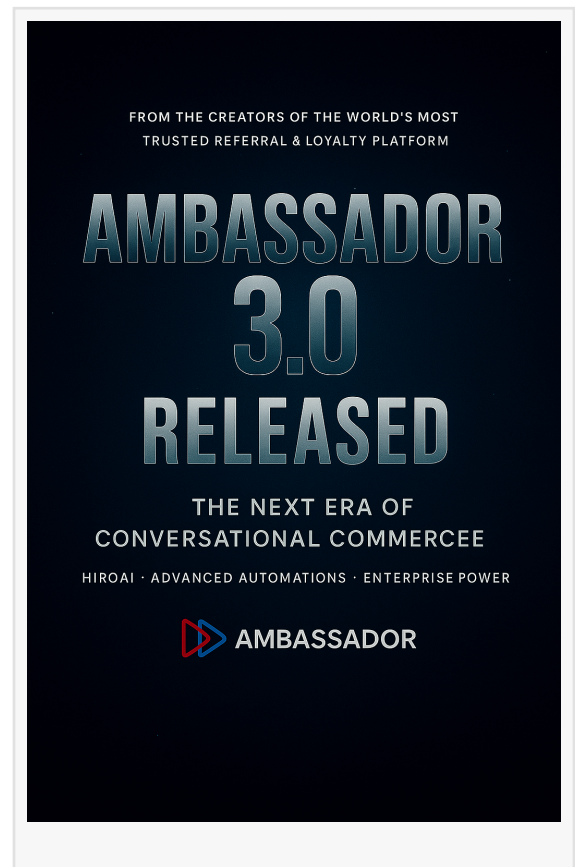 FROM THE CREATORS OF THE WORLD'S MOST
TRUSTED REFERRAL & LOYALTY PLATFORM
AMBASSADOR
3.0
RELEASED
THE NEXT ERA OF
CONVERSATIONAL COMMERCEE
HIROAI · ADVANCED AUTOMATIONS · ENTERPRISE POWER
AMBASSADOR